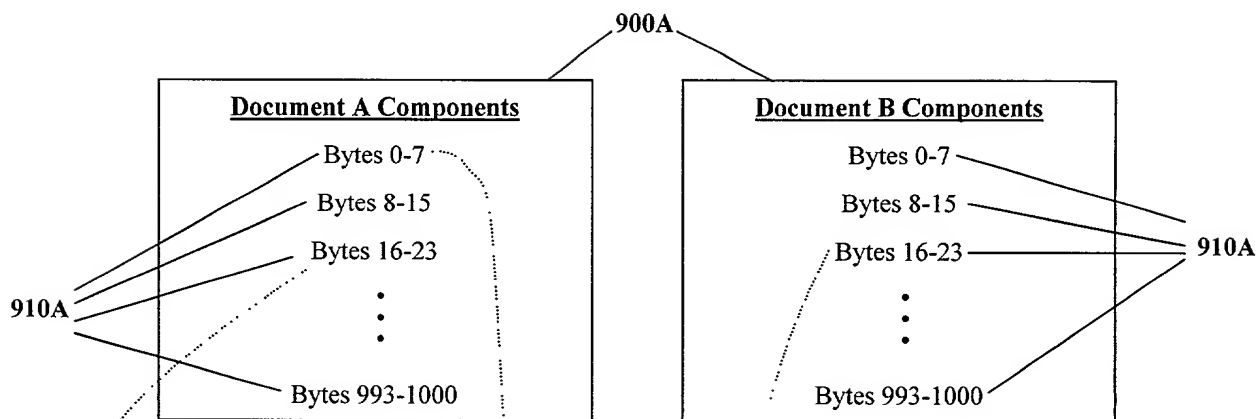 900A
Document A Components
Bytes 0-7
Bytes 8-15
Bytes 16-23
Bytes 993-1000
910A
Document B Components
Bytes 0-7
Bytes 8-15
Bytes 16-23
Bytes 993-1000
910A